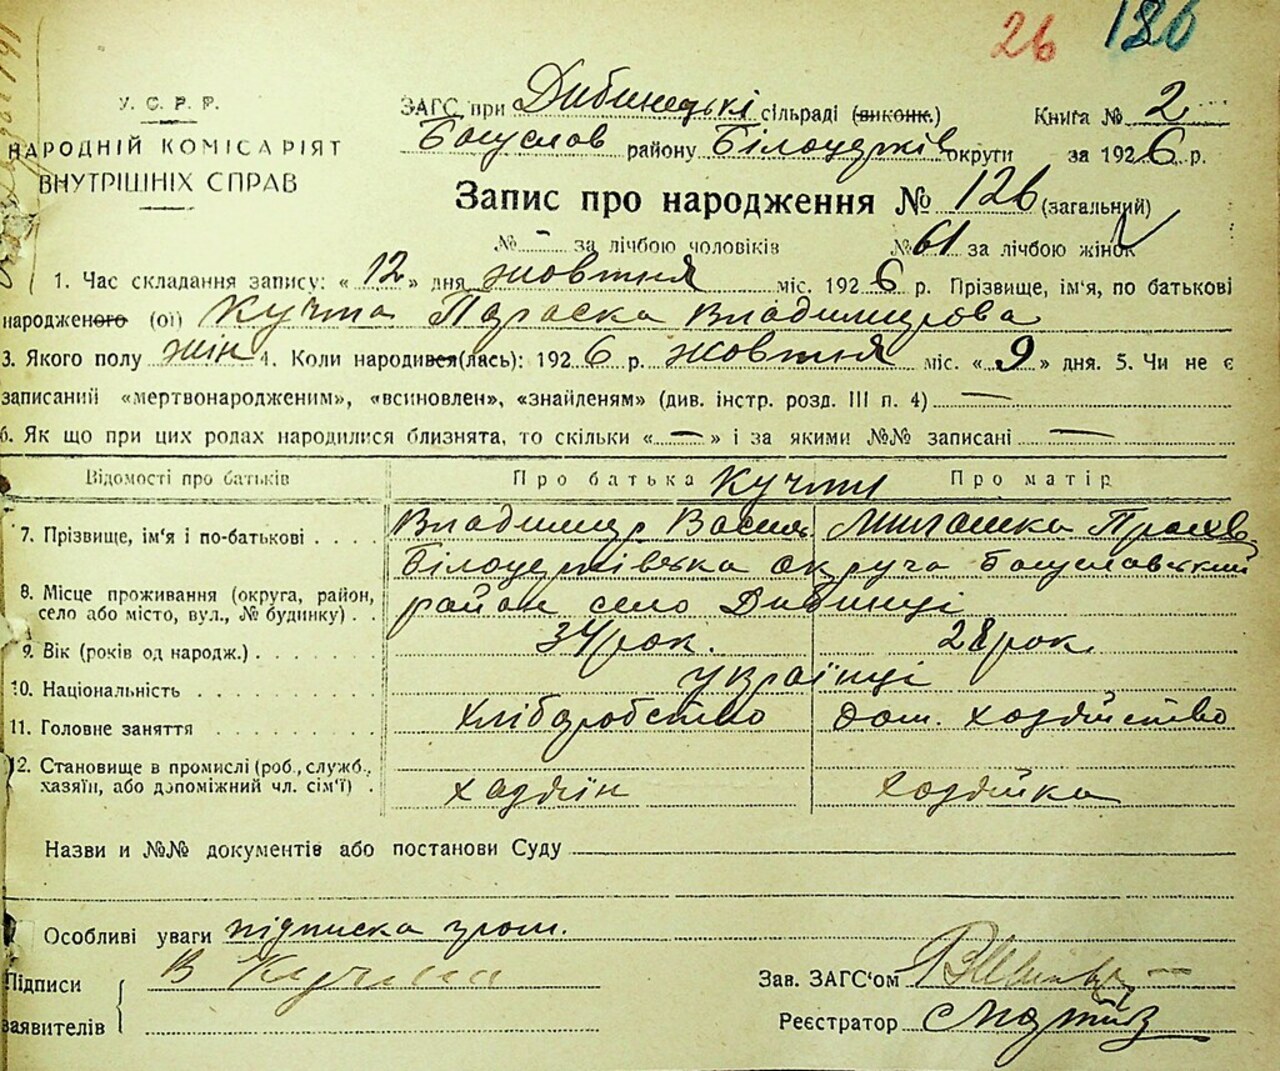 26 126
У. С. Р. Р.
НАРОДНІЙ КОМІСАРІЯТ
ВНУТРІШНІХ СПРАВ
ЗАГС при Дибинецькі сільраді (виконк.) Книга № 2
Богуслов району Білоцерків округи за 1926 р.
Запис про народження № 126 (загальний)
№ - за лічбою чоловіків № 61 за лічбою жінок
1. Час складання запису: «12» дня жовтня міс. 1926 р. Прізвище, ім'я, по батькові
народженого (ої) Кучма Параска Владимирова
3. Якого полу жін 4. Коли народився(лась): 1926 р. жовтня міс. «9» дня. 5. Чи не є
записаний «мертвонародженим», «всиновлен», «знайденям» (див. інстр. розд. III п. 4) —
6. Як що при цих родах народилися близнята, то скільки «—» і за якими №№ записані —
Відомості про батьків Про батька Кучми Про матір
7. Прізвище, ім'я і по-батькові Владимир Василь Милашка
Білоцерківська округа Богуславський
8. Місце проживання (округа, район,
село або місто, вул., № будинку) район село Дибинці
9. Вік (років од народж.) 34 рок. 28 рок.
10. Національність українці
11. Головне заняття хліборобство дом. хозяйство
12. Становище в промислі (роб., служб.,
хазяїн, або допоміжний чл. сім'ї) хазяїн хозяйка
Назви и №№ документів або постанови Суду
Особливі уваги підписка гром.
Підписи В Кучма Зав. ЗАГС'ом
заявителів Реєстратор